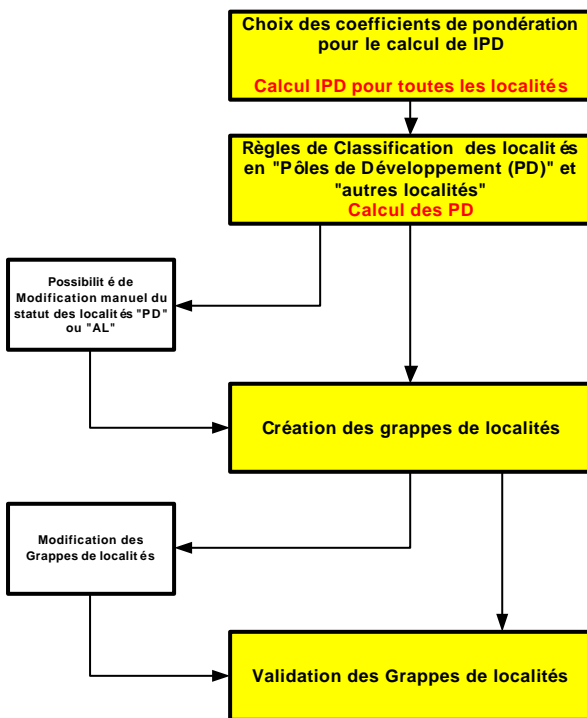 Choix des coefficients de pondération
pour le calcul de IPD
Calcul IPD pour toutes les localités
Règles de Classification des localités
en "Pôles de Développement (PD)" et
"autres localités"
Calcul des PD
Possibilité de
Modification manuel du
statut des localités "PD"
ou "AL"
Création des grappes de localités
Modification des
Grappes de localités
Validation des Grappes de localités